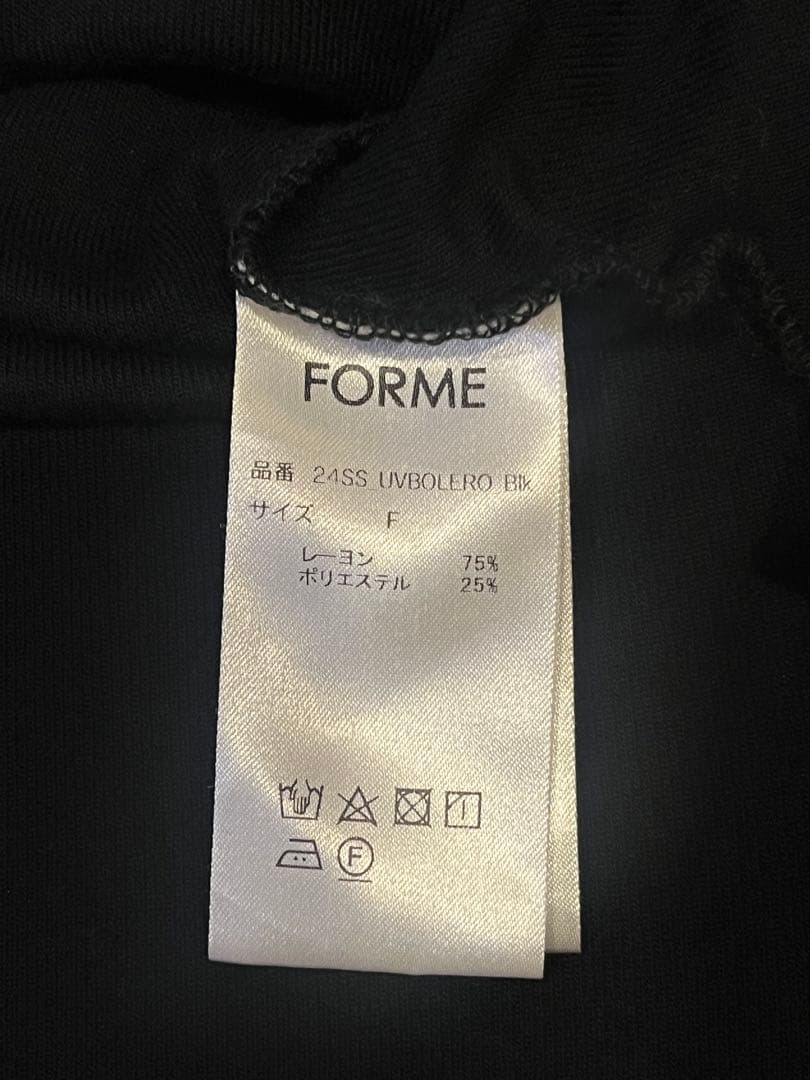 FORME
品番 24SS_UVBOLERO_Blk
サイズ F
レーヨン 75%
ポリエステル 25%
F